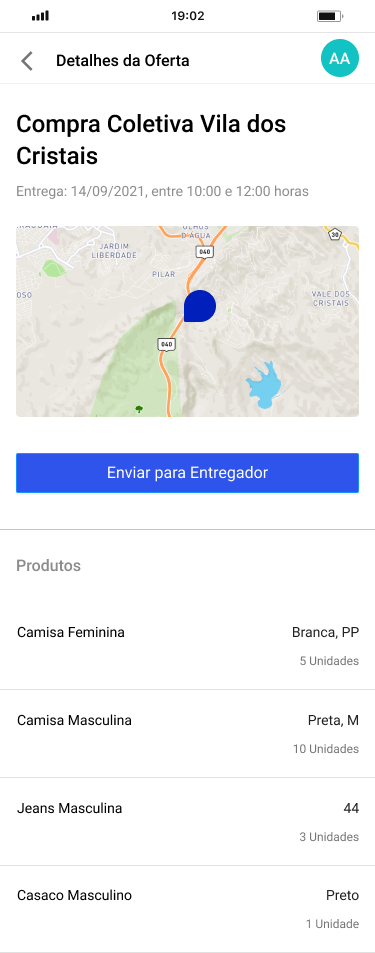 19:02
Detalhes da Oferta
AA
Compra Coletiva Vila dos
Cristais
Entrega: 14/09/2021, entre 10:00 e 12:00 horas
D'ÁGUA
30
JARDIM
LIBERDADE
040
PILAR
OSO
VALE DOS
CRISTAIS
040
Enviar para Entregador
Produtos
Camisa Feminina
Branca, PP
5 Unidades
Camisa Masculina
Preta, M
10 Unidades
Jeans Masculina
44
3 Unidades
Casaco Masculino
Preto
1 Unidade